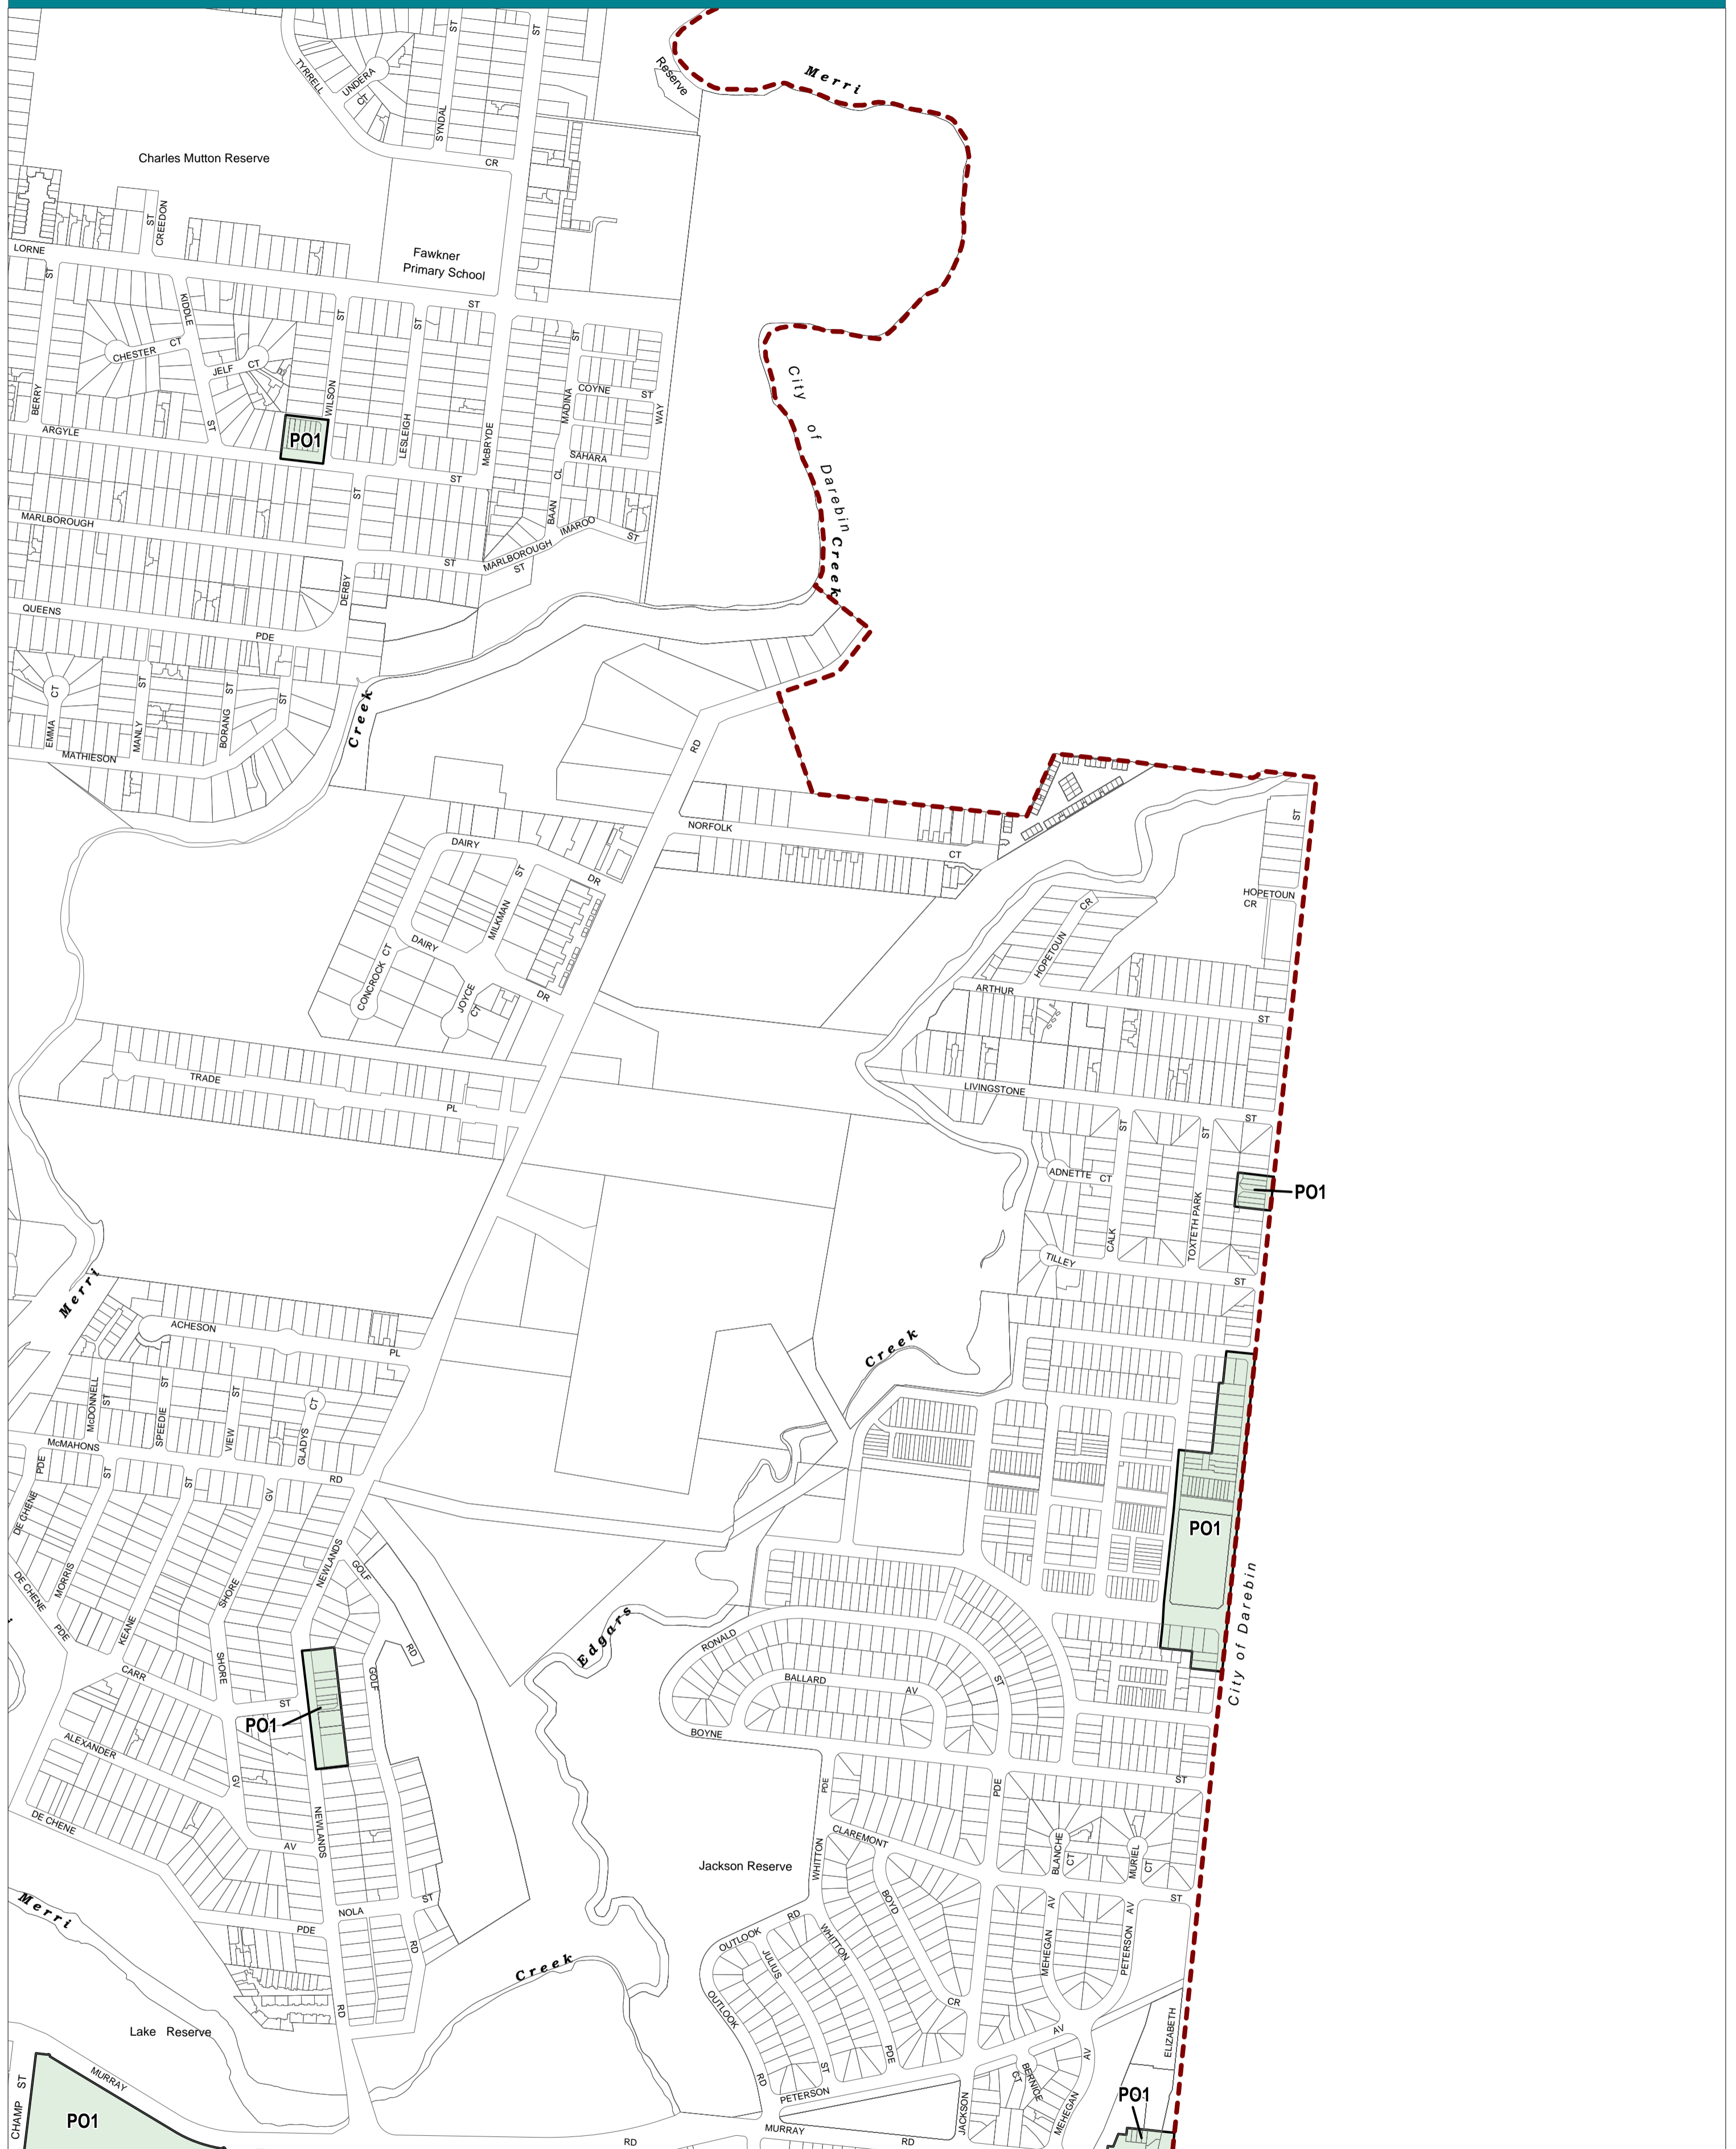 ST
ST
Reserve
Merri
TYRRELL
UNDERA
CT
SYNDAL
CR
Charles Mutton Reserve
ST
CREEDON
LORNE
ST
Fawkner
Primary School
KIDDLE
ST
ST
ST
ST
CHESTER
CT
JELF
CT
WILSON
BERRY
ARGYLE
ST
PO1
LESLEIGH
McBRYDE
MADINA
COYNE
ST
WAY
SAHARA
City
of
Darebin
Creek
ST
CL
BAAN
ST
MARLBOROUGH
ST
MARLBOROUGH
ST
IMAROO
ST
DERBY
QUEENS
PDE
CT
EMMA
ST
MANLY
ST
BORANG
ST
MATHIESON
Creek
RD
NORFOLK
CT
ST
HOPETOUN
CR
DAIRY
DR
ST
MILKMAN
DAIRY
DR
CT
CONCROCK
JOYCE
CT
CR
HOPETOUN
ARTHUR
ST
TRADE
PL
LIVINGSTONE
ST
ST
ST
ADNETTE
CT
PO1
CALK
TOXTETH PARK
TILLEY
ST
Merri
ACHESON
PL
Creek
McDONNELL
ST
SPEEDIE
ST
VIEW
ST
GLADYS
CT
McMAHONS
RD
PDE
DE CHENE
ST
MORRIS
ST
KEANE
GV
SHORE
NEWLANDS
GOLF
RD
DE CHENE
PDE
PO1
City of Darebin
Edgars
RONALD
ST
BALLARD
AV
BOYNE
SHORE
CARR
ST
GOLF
PO1
ALEXANDER
GV
NEWLANDS
DE CHENE
AV
PDE
PDE
ST
CLAREMONT
WHITTON
BLANCHE
CT
MURIEL
CT
ST
Jackson Reserve
BOYD
Merri
NOLA
ST
PDE
RD
RD
OUTLOOK
RD
JULIUS
WHITTON
AV
MEHEGAN
AV
PETERSON
Creek
OUTLOOK
CR
AV
ELIZABETH
Lake Reserve
RD
ST
PDE
PETERSON
CT
BERNICE
AV
MEHEGAN
JACKSON
MURRAY
CHAMP
ST
PO1
PO1
MURRAY
RD
RD